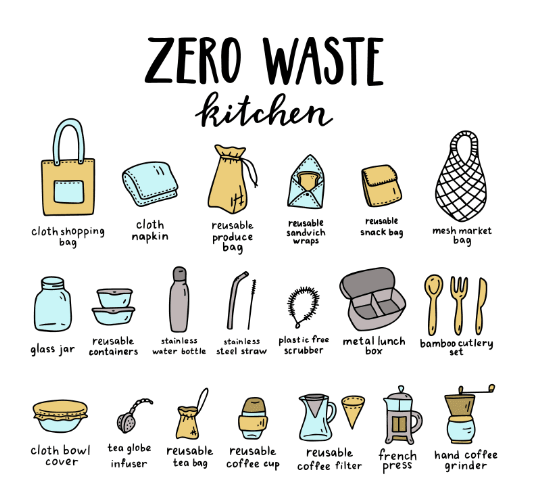 ZERO WASTE
kitchen
cloth shopping
bag
cloth
napkin
reusable
produce
bag
reusable
sandvich
wraps
reusable
snack bag
mesh market
bag
glass jar
reusable
containers
stainless
water bottle
stainless
steel straw
plastic free
scrubber
metal lunch
box
bamboo cutlery
set
cloth bowl
cover
tea globe
infuser
reusable
tea bag
reusable
coffee cup
reusable
coffee filter
french
press
hand coffee
grinder